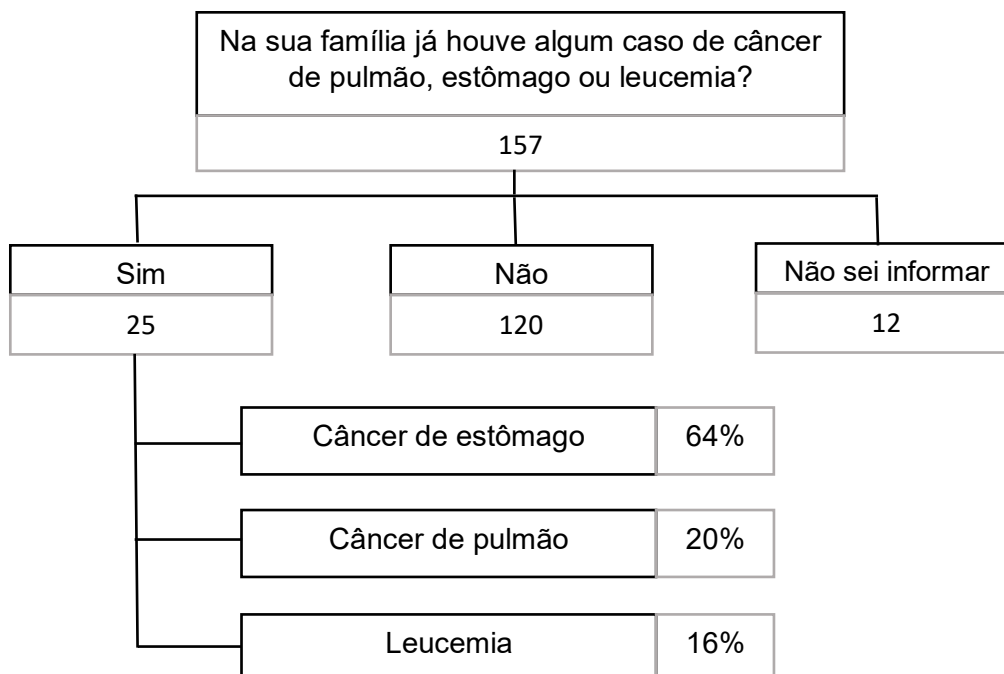 Na sua família já houve algum caso de câncer
de pulmão, estômago ou leucemia?
157
Sim
25
Não
120
Não sei informar
12
Câncer de estômago 64%
Câncer de pulmão 20%
Leucemia 16%